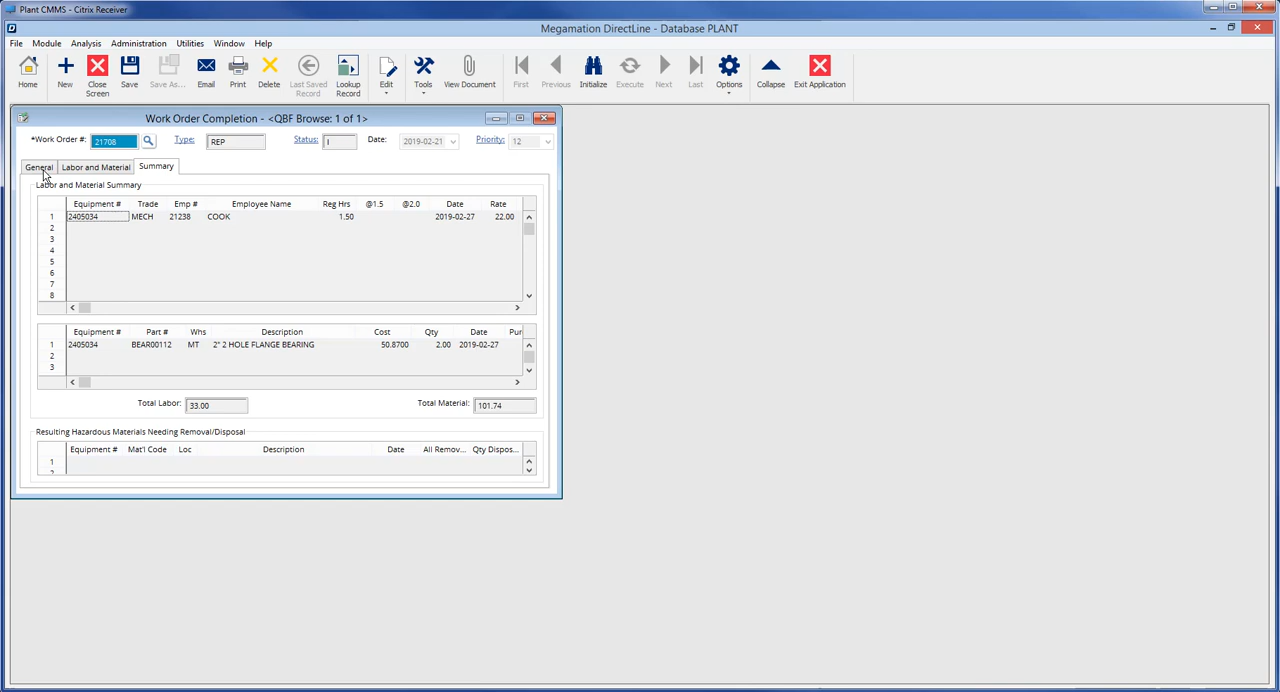 Plant CMMS - Citrix Receiver
Megamation DirectLine - Database PLANT
File Module Analysis Administration Utilities Window Help
Home New Close Screen Save Save As... Email Print Delete Last Saved Record Lookup Record Edit Tools View Document First Previous Initialize Execute Next Last Options Collapse Exit Application
Work Order Completion - <QBF Browse: 1 of 1>
*Work Order #: 21708 Type: REP Status: I Date: 2019-02-21 Priority: 12
General Labor and Material Summary
Labor and Material Summary
Equipment # Trade Emp # Employee Name Reg Hrs @1.5 @2.0 Date Rate
1 2405034 MECH 21238 COOK 1.50 2019-02-27 22.00
2
3
4
5
6
7
8
Equipment # Part # Whs Description Cost Qty Date Pur
1 2405034 BEAR00112 MT 2" 2 HOLE FLANGE BEARING 50.8700 2.00 2019-02-27
2
3
Total Labor: 33.00 Total Material: 101.74
Resulting Hazardous Materials Needing Removal/Disposal
Equipment # Mat'l Code Loc Description Date All Remov... Qty Dispos...
1
2